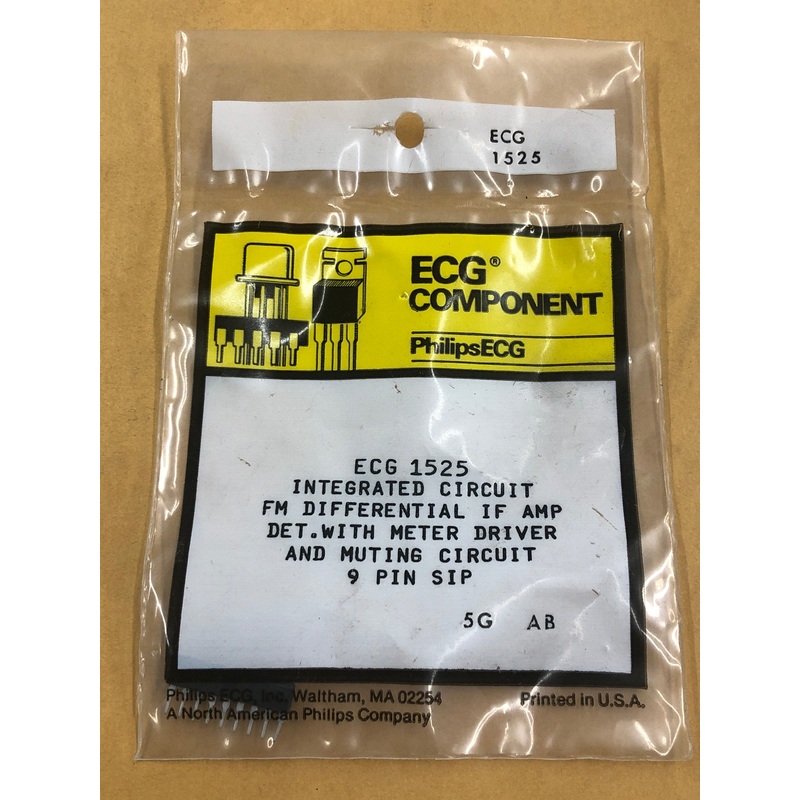 ECG
1525
ECG®
COMPONENT
PhilipsECG
ECG 1525
INTEGRATED CIRCUIT
FM DIFFERENTIAL IF AMP
DET.WITH METER DRIVER
AND MUTING CIRCUIT
9 PIN SIP
5G AB
Philips ECG, Inc. Waltham, MA 02254
A North American Philips Company
Printed in U.S.A.